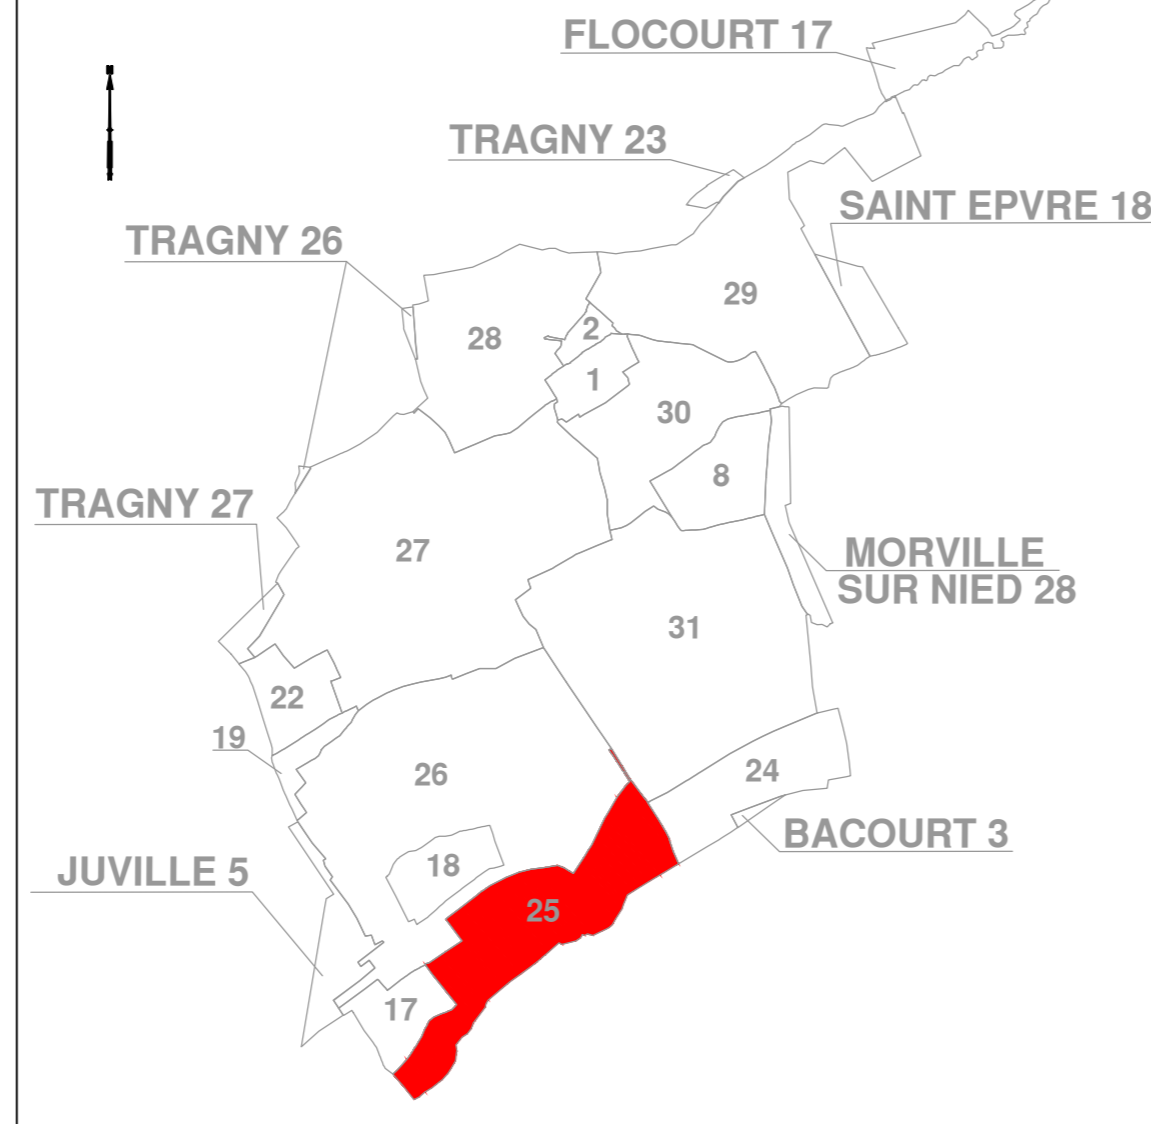 FLOCOURT 17
TRAGNY 23
SAINT EPVRE 18
TRAGNY 26
29
2
28
1
30
8
TRAGNY 27
27
MORVILLE
SUR NIED 28
31
22
19
26
24
BACOURT 3
18
JUVILLE 5
25
17